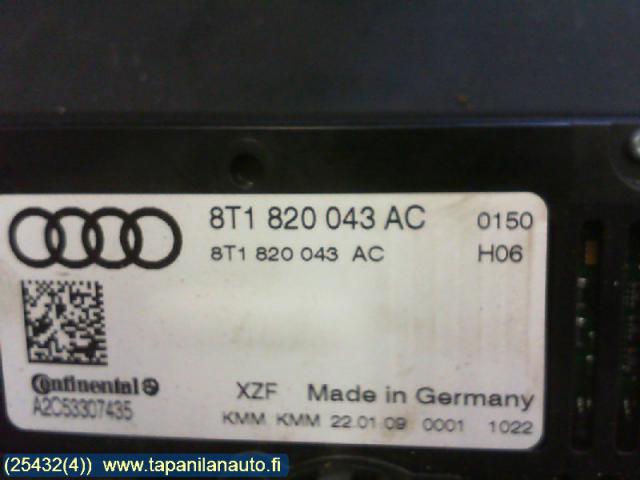 8T1 820 043 AC 0150
8T1 820 043 AC H06
Continental
A2C53307435
XZF Made in Germany
KMM KMM 22.01.09 0001 1022
(25432(4)) www.tapanilanauto.fi